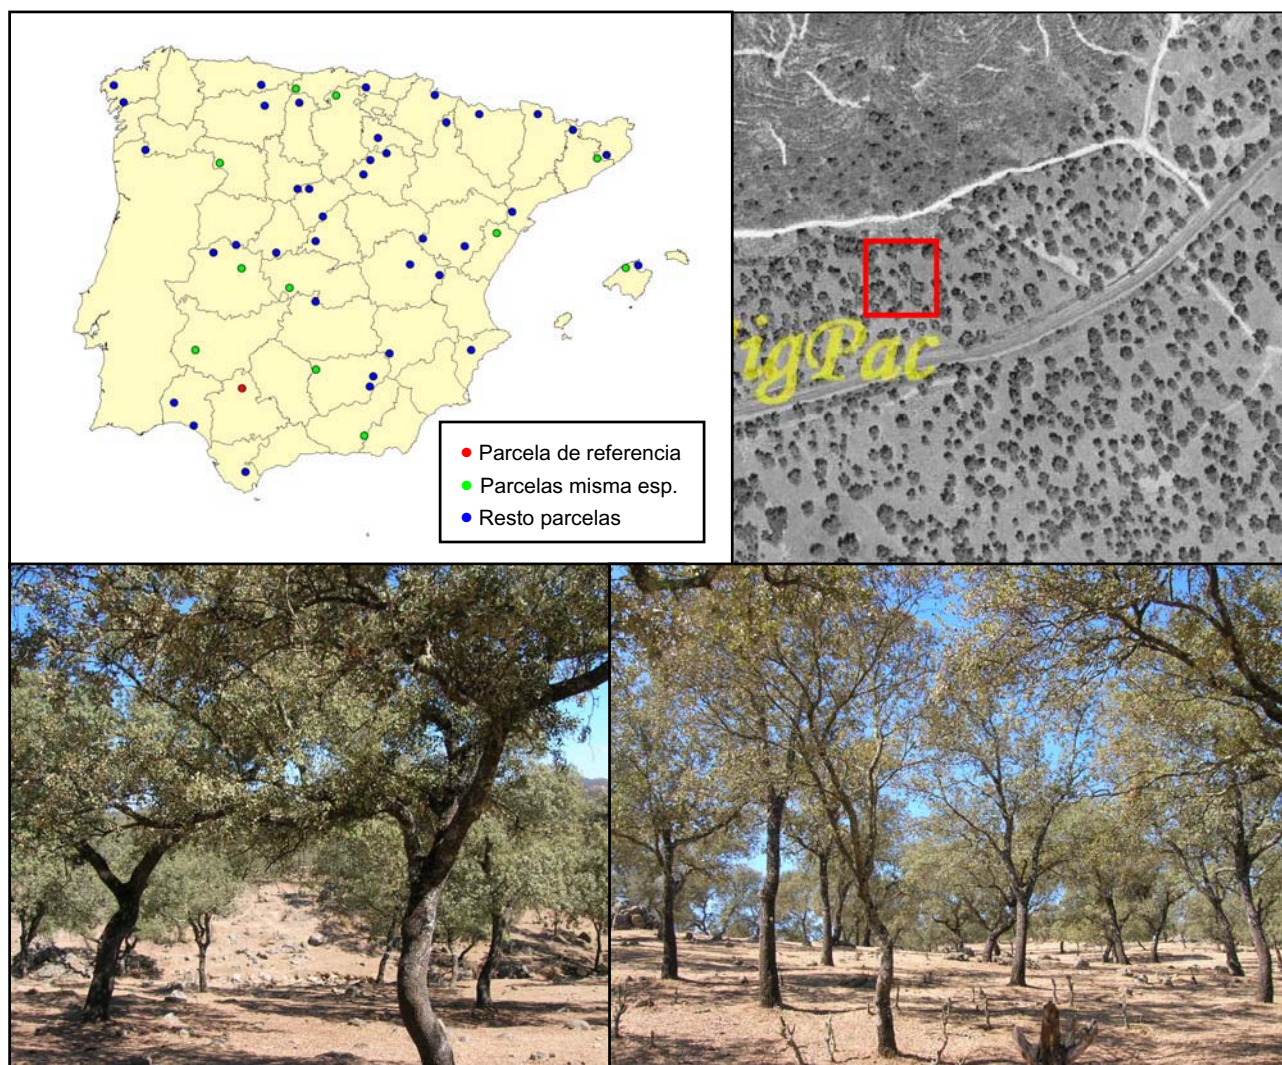 Parcela de referencia
Parcelas misma esp.
Resto parcelas
igPac